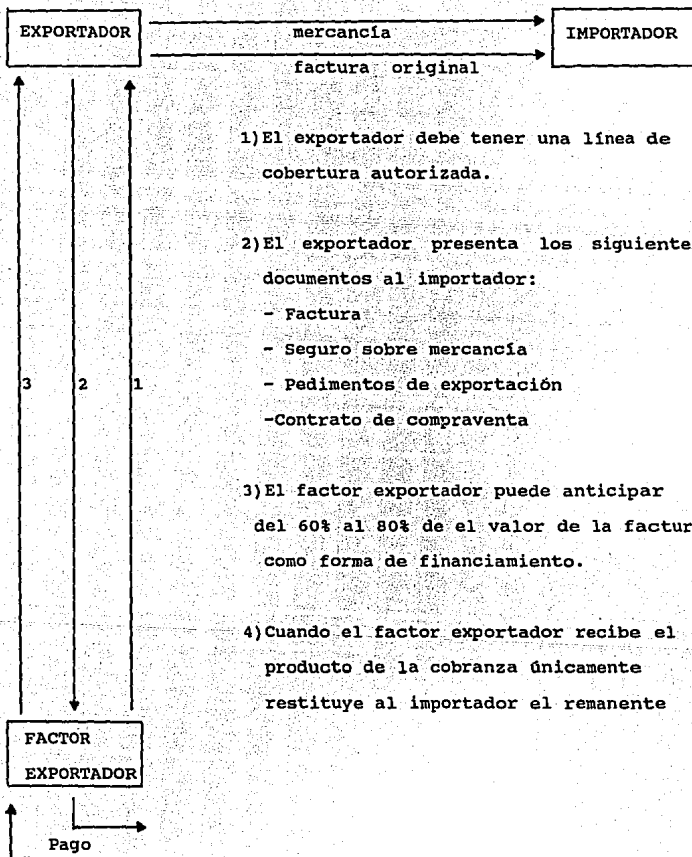 EXPORTADOR
mercancía
IMPORTADOR
factura original
1)El exportador debe tener una línea de
cobertura autorizada.
2)El exportador presenta los siguiente
documentos al importador:
- Factura
- Seguro sobre mercancía
3 2 1
- Pedimentos de exportación
-Contrato de compraventa
3)El factor exportador puede anticipar
del 60% al 80% de el valor de la factur
como forma de financiamiento.
4)Cuando el factor exportador recibe el
producto de la cobranza únicamente
restituye al importador el remanente
FACTOR
EXPORTADOR
Pago